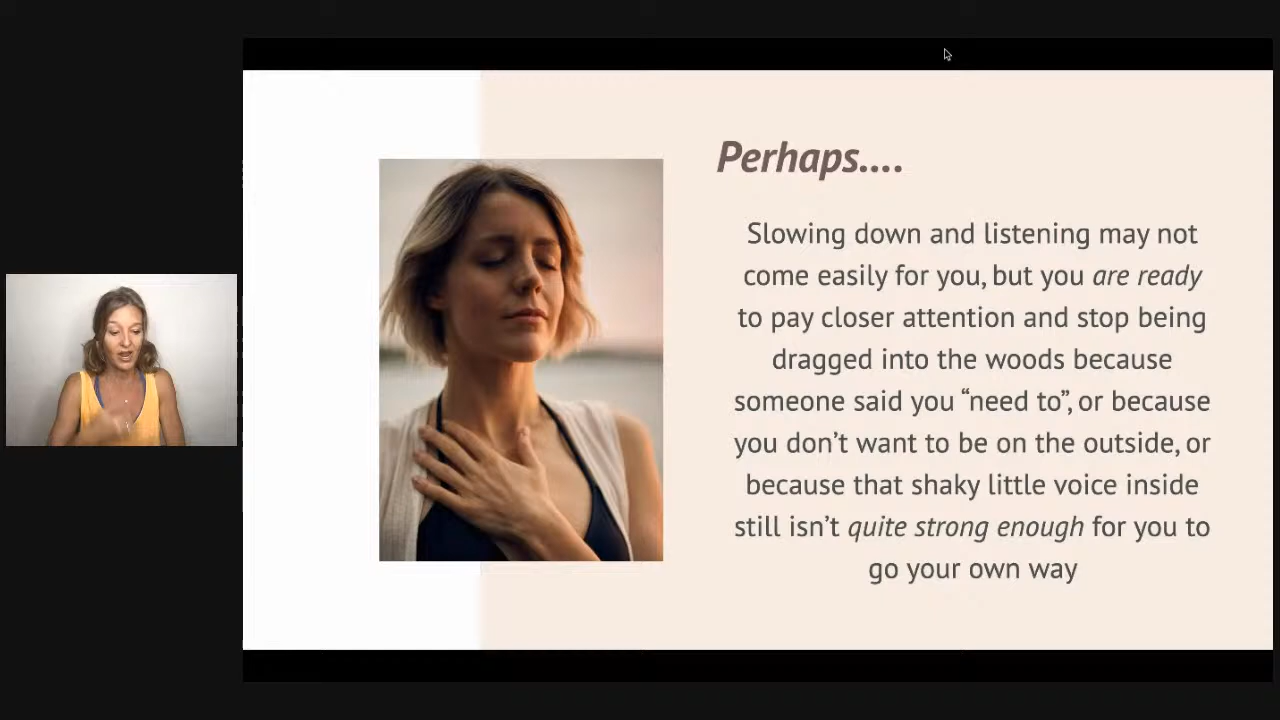 Perhaps....
Slowing down and listening may not
come easily for you, but you are ready
to pay closer attention and stop being
dragged into the woods because
someone said you “need to”, or because
you don’t want to be on the outside, or
because that shaky little voice inside
still isn’t quite strong enough for you to
go your own way